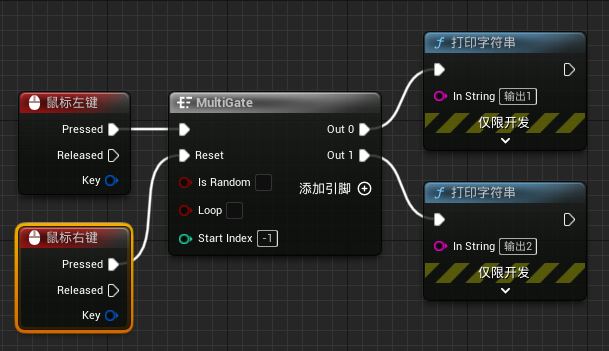 鼠标左键
Pressed
Released
Key
鼠标右键
Pressed
Released
Key
MultiGate
Out 0
Reset
Out 1
Is Random
添加引脚
Loop
Start Index -1
打印字符串
In String 输出1
仅限开发
打印字符串
In String 输出2
仅限开发